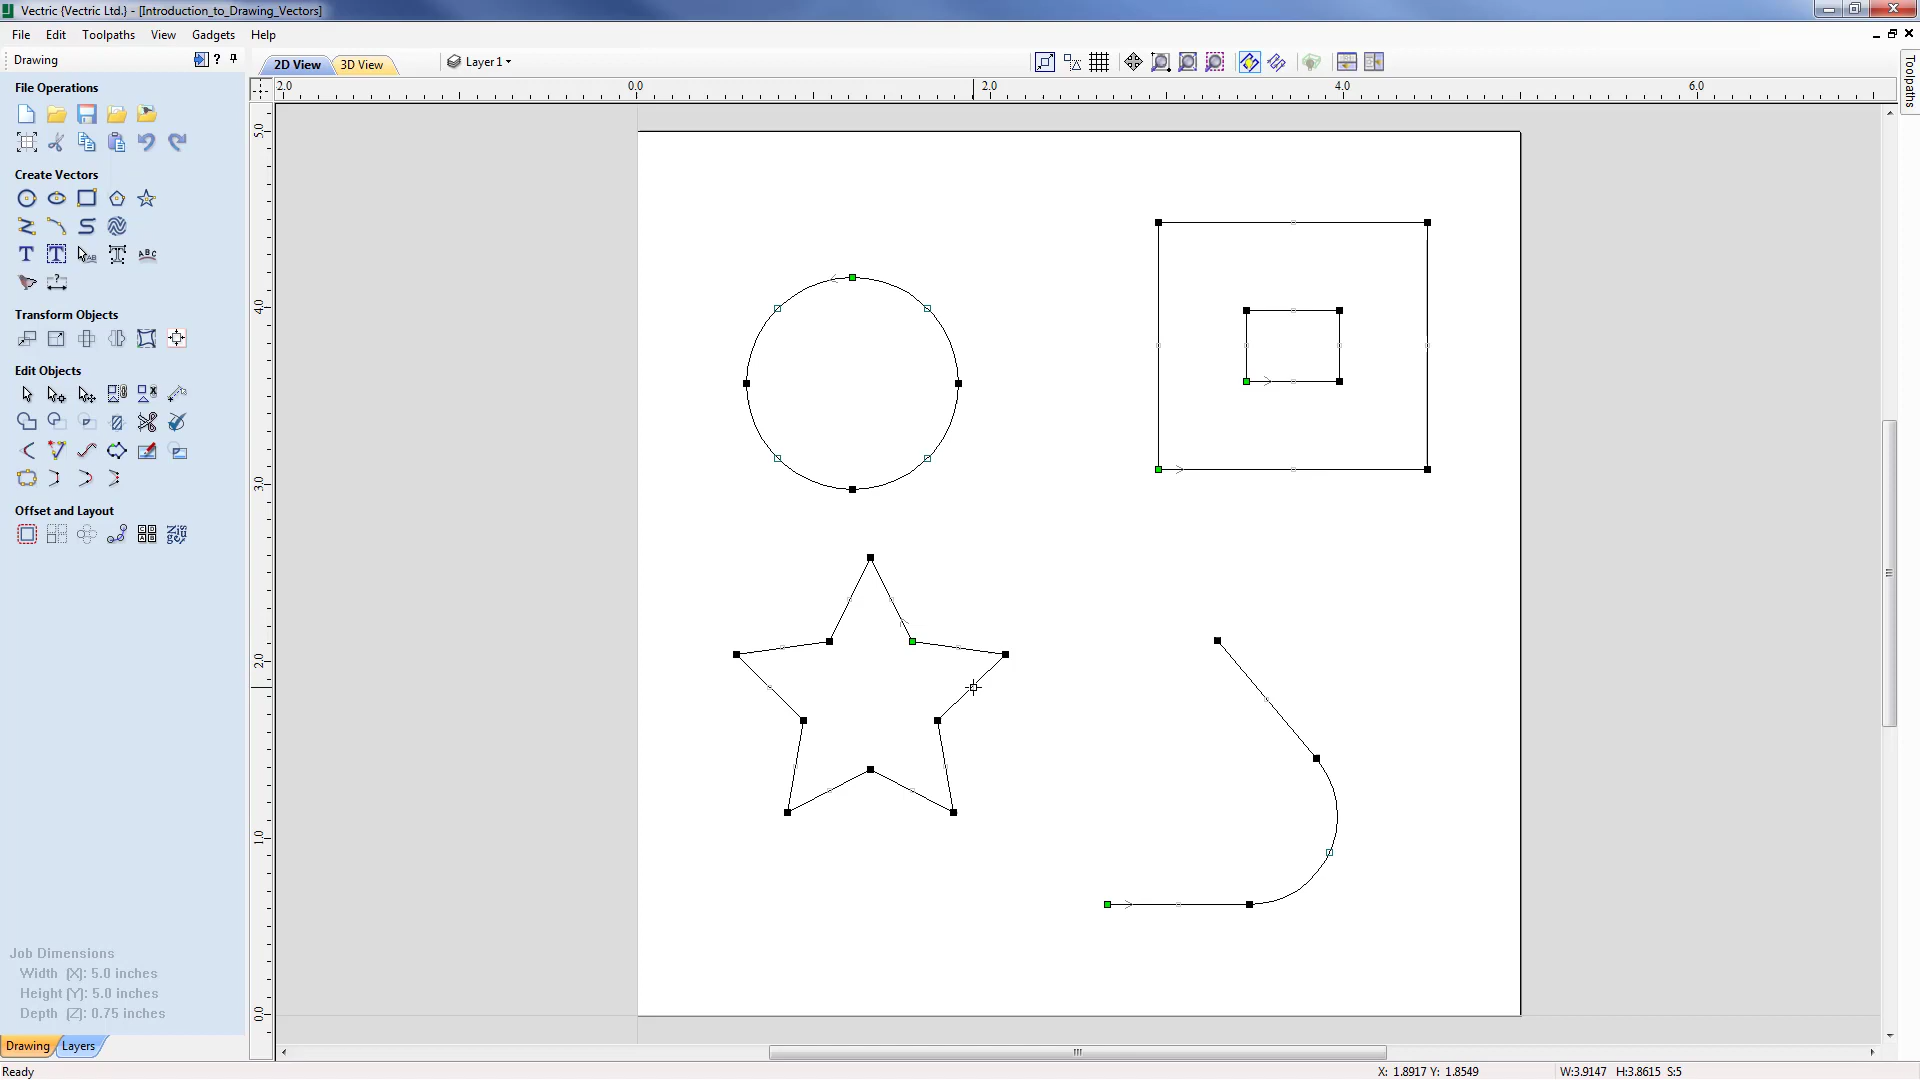 Vectric {Vectric Ltd.} - [Introduction_to_Drawing_Vectors]
File Edit Toolpaths View Gadgets Help
Drawing
2D View
3D View
Layer1
Toolpaths
File Operations
2.0 0.0 2.0 4.0 6.0
5.0
4.0
3.0
2.0
1.0
0.0
Create Vectors
Transform Objects
Edit Objects
Offset and Layout
Job Dimensions
Width (X): 5.0 inches
Height (Y): 5.0 inches
Depth (Z): 0.75 inches
Drawing Layers
Ready
X: 1.8917 Y: 1.8549
W:3.9147 H:3.8615 S:5